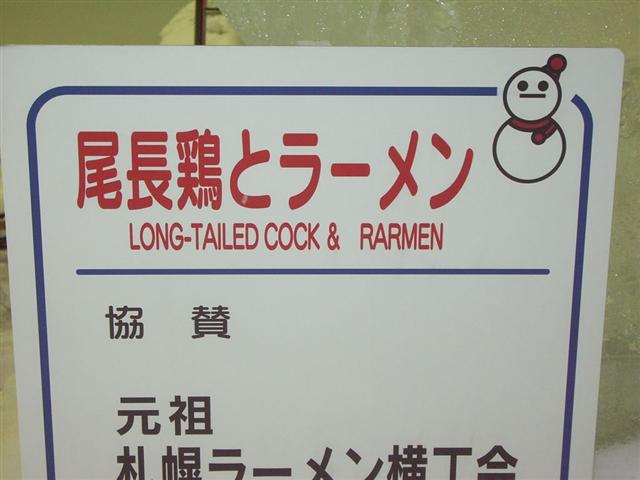 尾長鶏とラーメン
LONG-TAILED COCK & RARMEN
協 賛
元祖
札幌ラーメン横丁会